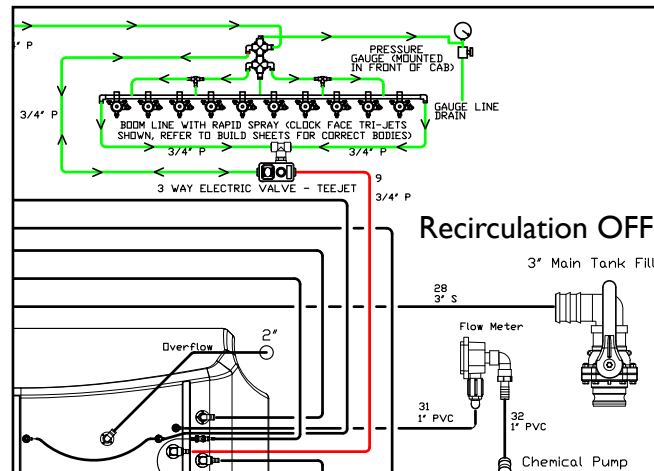 " P
PRESSURE
GAUGE (MOUNTED
IN FRONT OF CAB)
3/4" P
GAUGE LINE
DRAIN
BOOM LINE WITH RAPID SPRAY (CLOCK FACE TRI-JETS
SHOWN, REFER TO BUILD SHEETS FOR CORRECT BODIES)
3/4" P
3/4" P
9
3 WAY ELECTRIC VALVE - TEEJET
3/4" P
Recirculation OFF
3" Main Tank Fill
28
3" S
Flow Meter
2"
Overflow
31
1" PVC
32
1" PVC
Chemical Pump